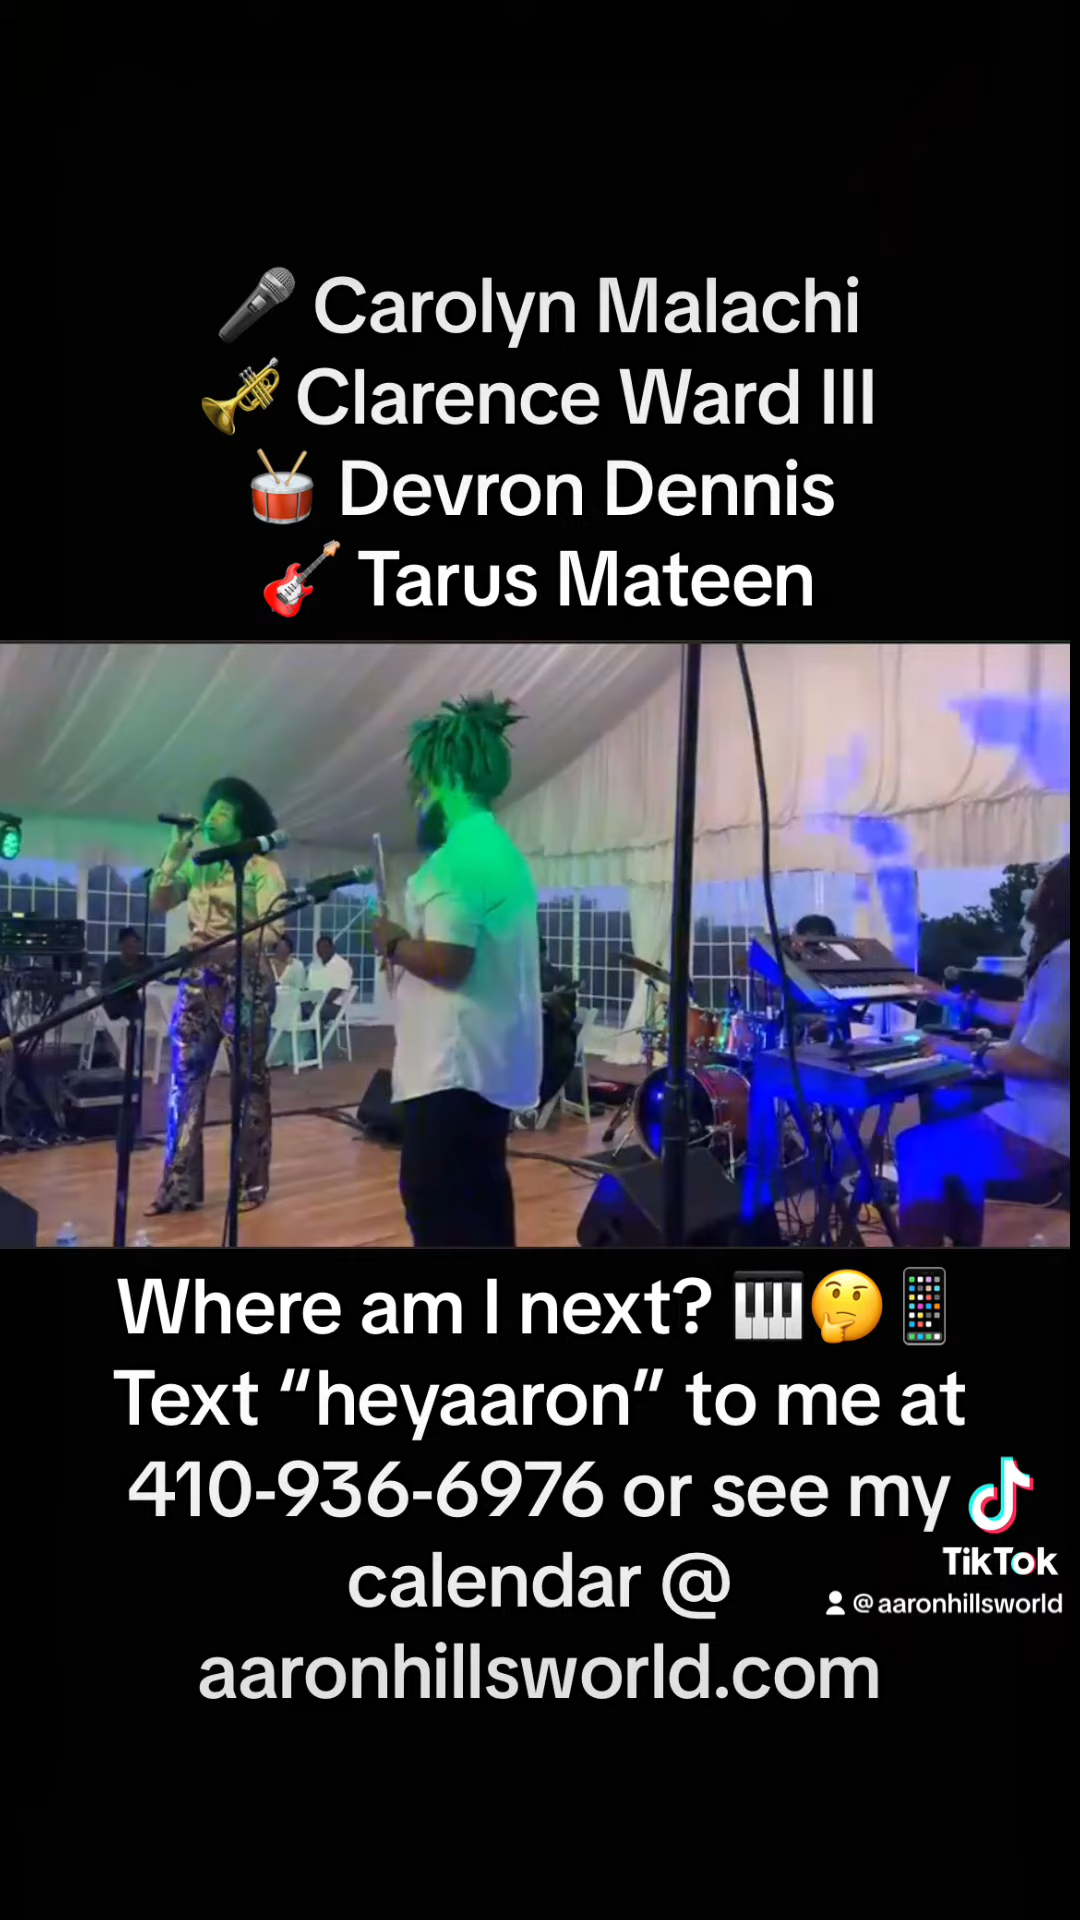 🎤 Carolyn Malachi
🎺 Clarence Ward III
🥁 Devron Dennis
🎸 Tarus Mateen
Where am I next? 🎹🤔📱
Text “heyaaron” to me at
410-936-6976 or see my
calendar @
aaronhillsworld.com
TikTok
@aaronhillsworld